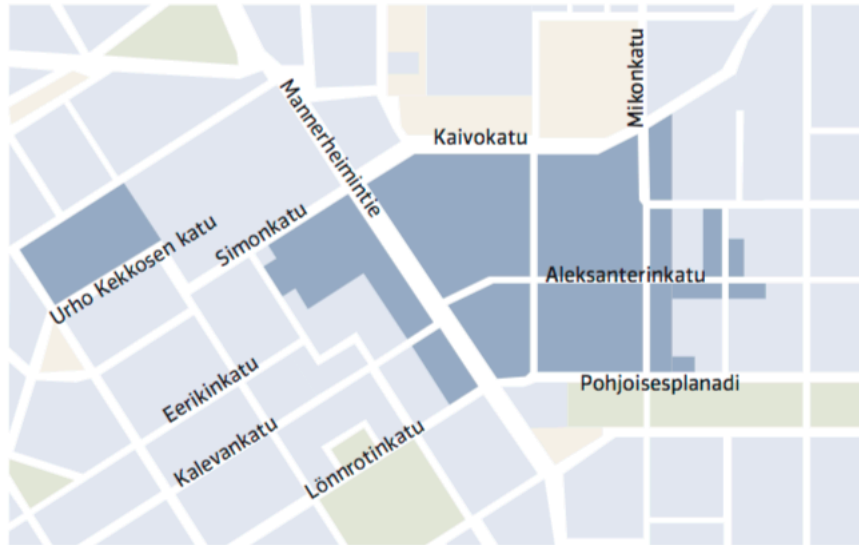 Mikonkatu
Mannerheimintie
Kaivokatu
Simonkatu
Urho Kekkosen katu
Aleksanterinkatu
Eerikinkatu
Pohjoisesplanadi
Kalevankatu
Lönnrotinkatu